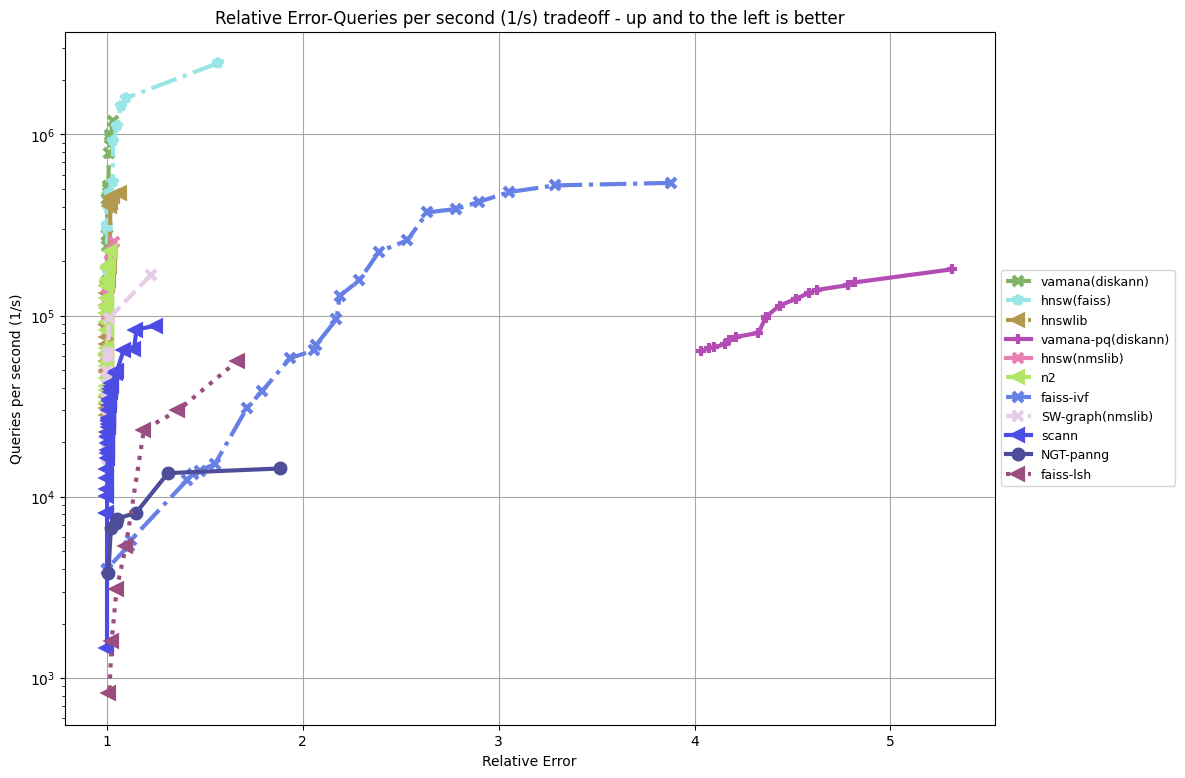 Relative Error-Queries per second (1/s) tradeoff - up and to the left is better
Queries per second (1/s)
10^6
10^5
10^4
10^3
1 2 3 4 5
Relative Error
vamana(diskann)
hnsw(faiss)
hnswlib
vamana-pq(diskann)
hnsw(nmslib)
n2
faiss-ivf
SW-graph(nmslib)
scann
NGT-panng
faiss-lsh